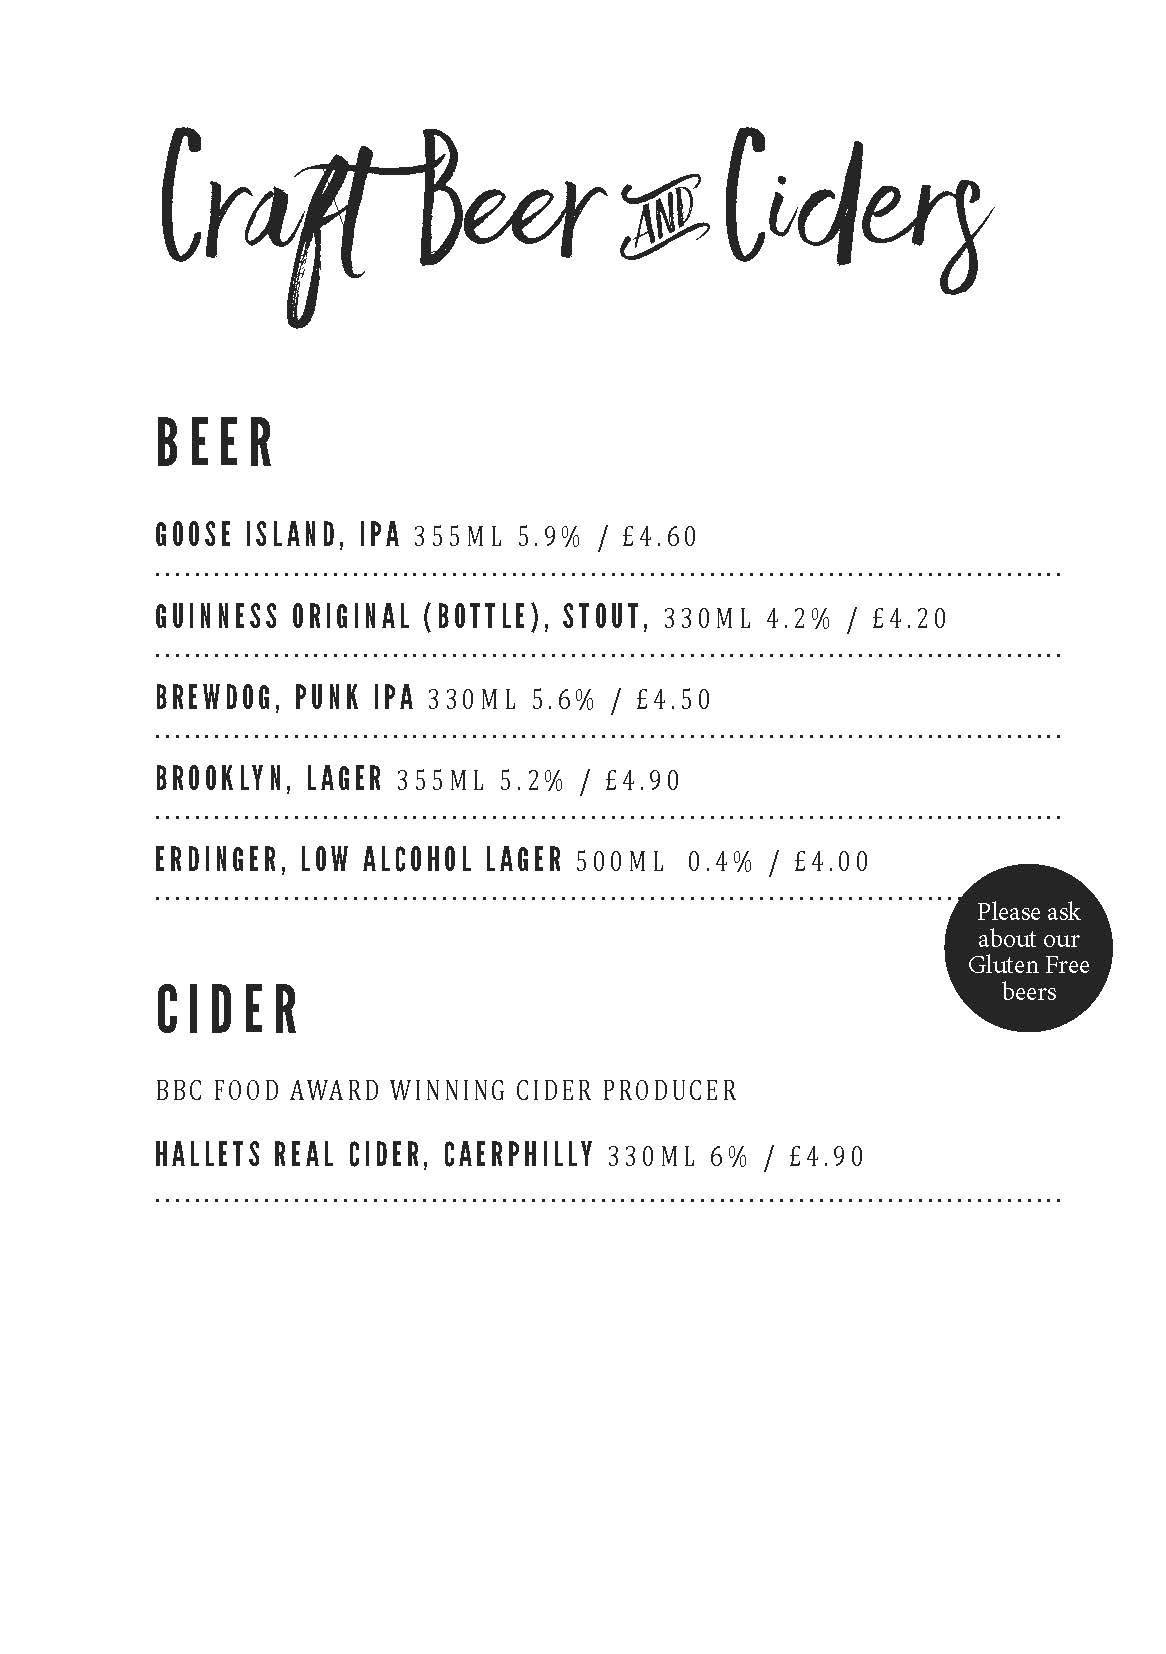 Craft Beer AND Ciders
BEER
GOOSE ISLAND, IPA 355ML 5.9% / £4.60
GUINNESS ORIGINAL (BOTTLE), STOUT, 330ML 4.2% / £4.20
BREWDOG, PUNK IPA 330ML 5.6% / £4.50
BROOKLYN, LAGER 355ML 5.2% / £4.90
ERDINGER, LOW ALCOHOL LAGER 500ML 0.4% / £4.00
Please ask
about our
Gluten Free
beers
CIDER
BBC FOOD AWARD WINNING CIDER PRODUCER
HALLETS REAL CIDER, CAERPHILLY 330ML 6% / £4.90